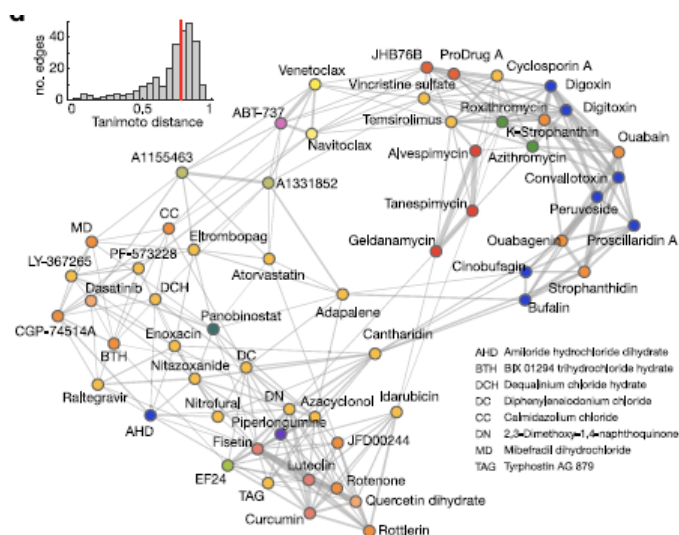 no. edges
40
20
0
0 0,5 1
Tanimoto distance
JHB76B ProDrug A
Cyclosporin A
Venetoclax
Vincristine sulfate
Digoxin
ABT-737
Roxithromycin
Digitoxin
Temsirolimus
K-Strophanthin
Navitoclax
Ouabain
Alvespimycin
Azithromycin
A1155463
A1331852
Convallotoxin
Tanespimycin
Peruvoside
MD
CC
Eltrombopag
Geldanamycin
Ouabagenin
Proscillaridin A
LY-367265
PF-573228
Atorvastatin
Cinobufagin
Dasatinib
DCH
Strophanthidin
Adapalene
Bufalin
CGP-74514A
Enoxacin
Panobinostat
Cantharidin
BTH
Nitazoxanide
DC
Raltegravir
Nitrofural
DN
Azacyclonol
Idarubicin
AHD
Piperlongumine
Fisetin
JFD00244
EF24
Luteolin
TAG
Rotenone
Quercetin dihydrate
Curcumin
Rottlerin
AHD Amiloride hydrochloride dihydrate
BTH BIX 01294 trihydrochloride hydrate
DCH Dequalinium chloride hydrate
DC Diphenyleneiodonium chloride
CC Calmidazolium chloride
DN 2,3-Dimethoxy-1,4-naphthoquinone
MD Mibefradil dihydrochloride
TAG Tyrphostin AG 879